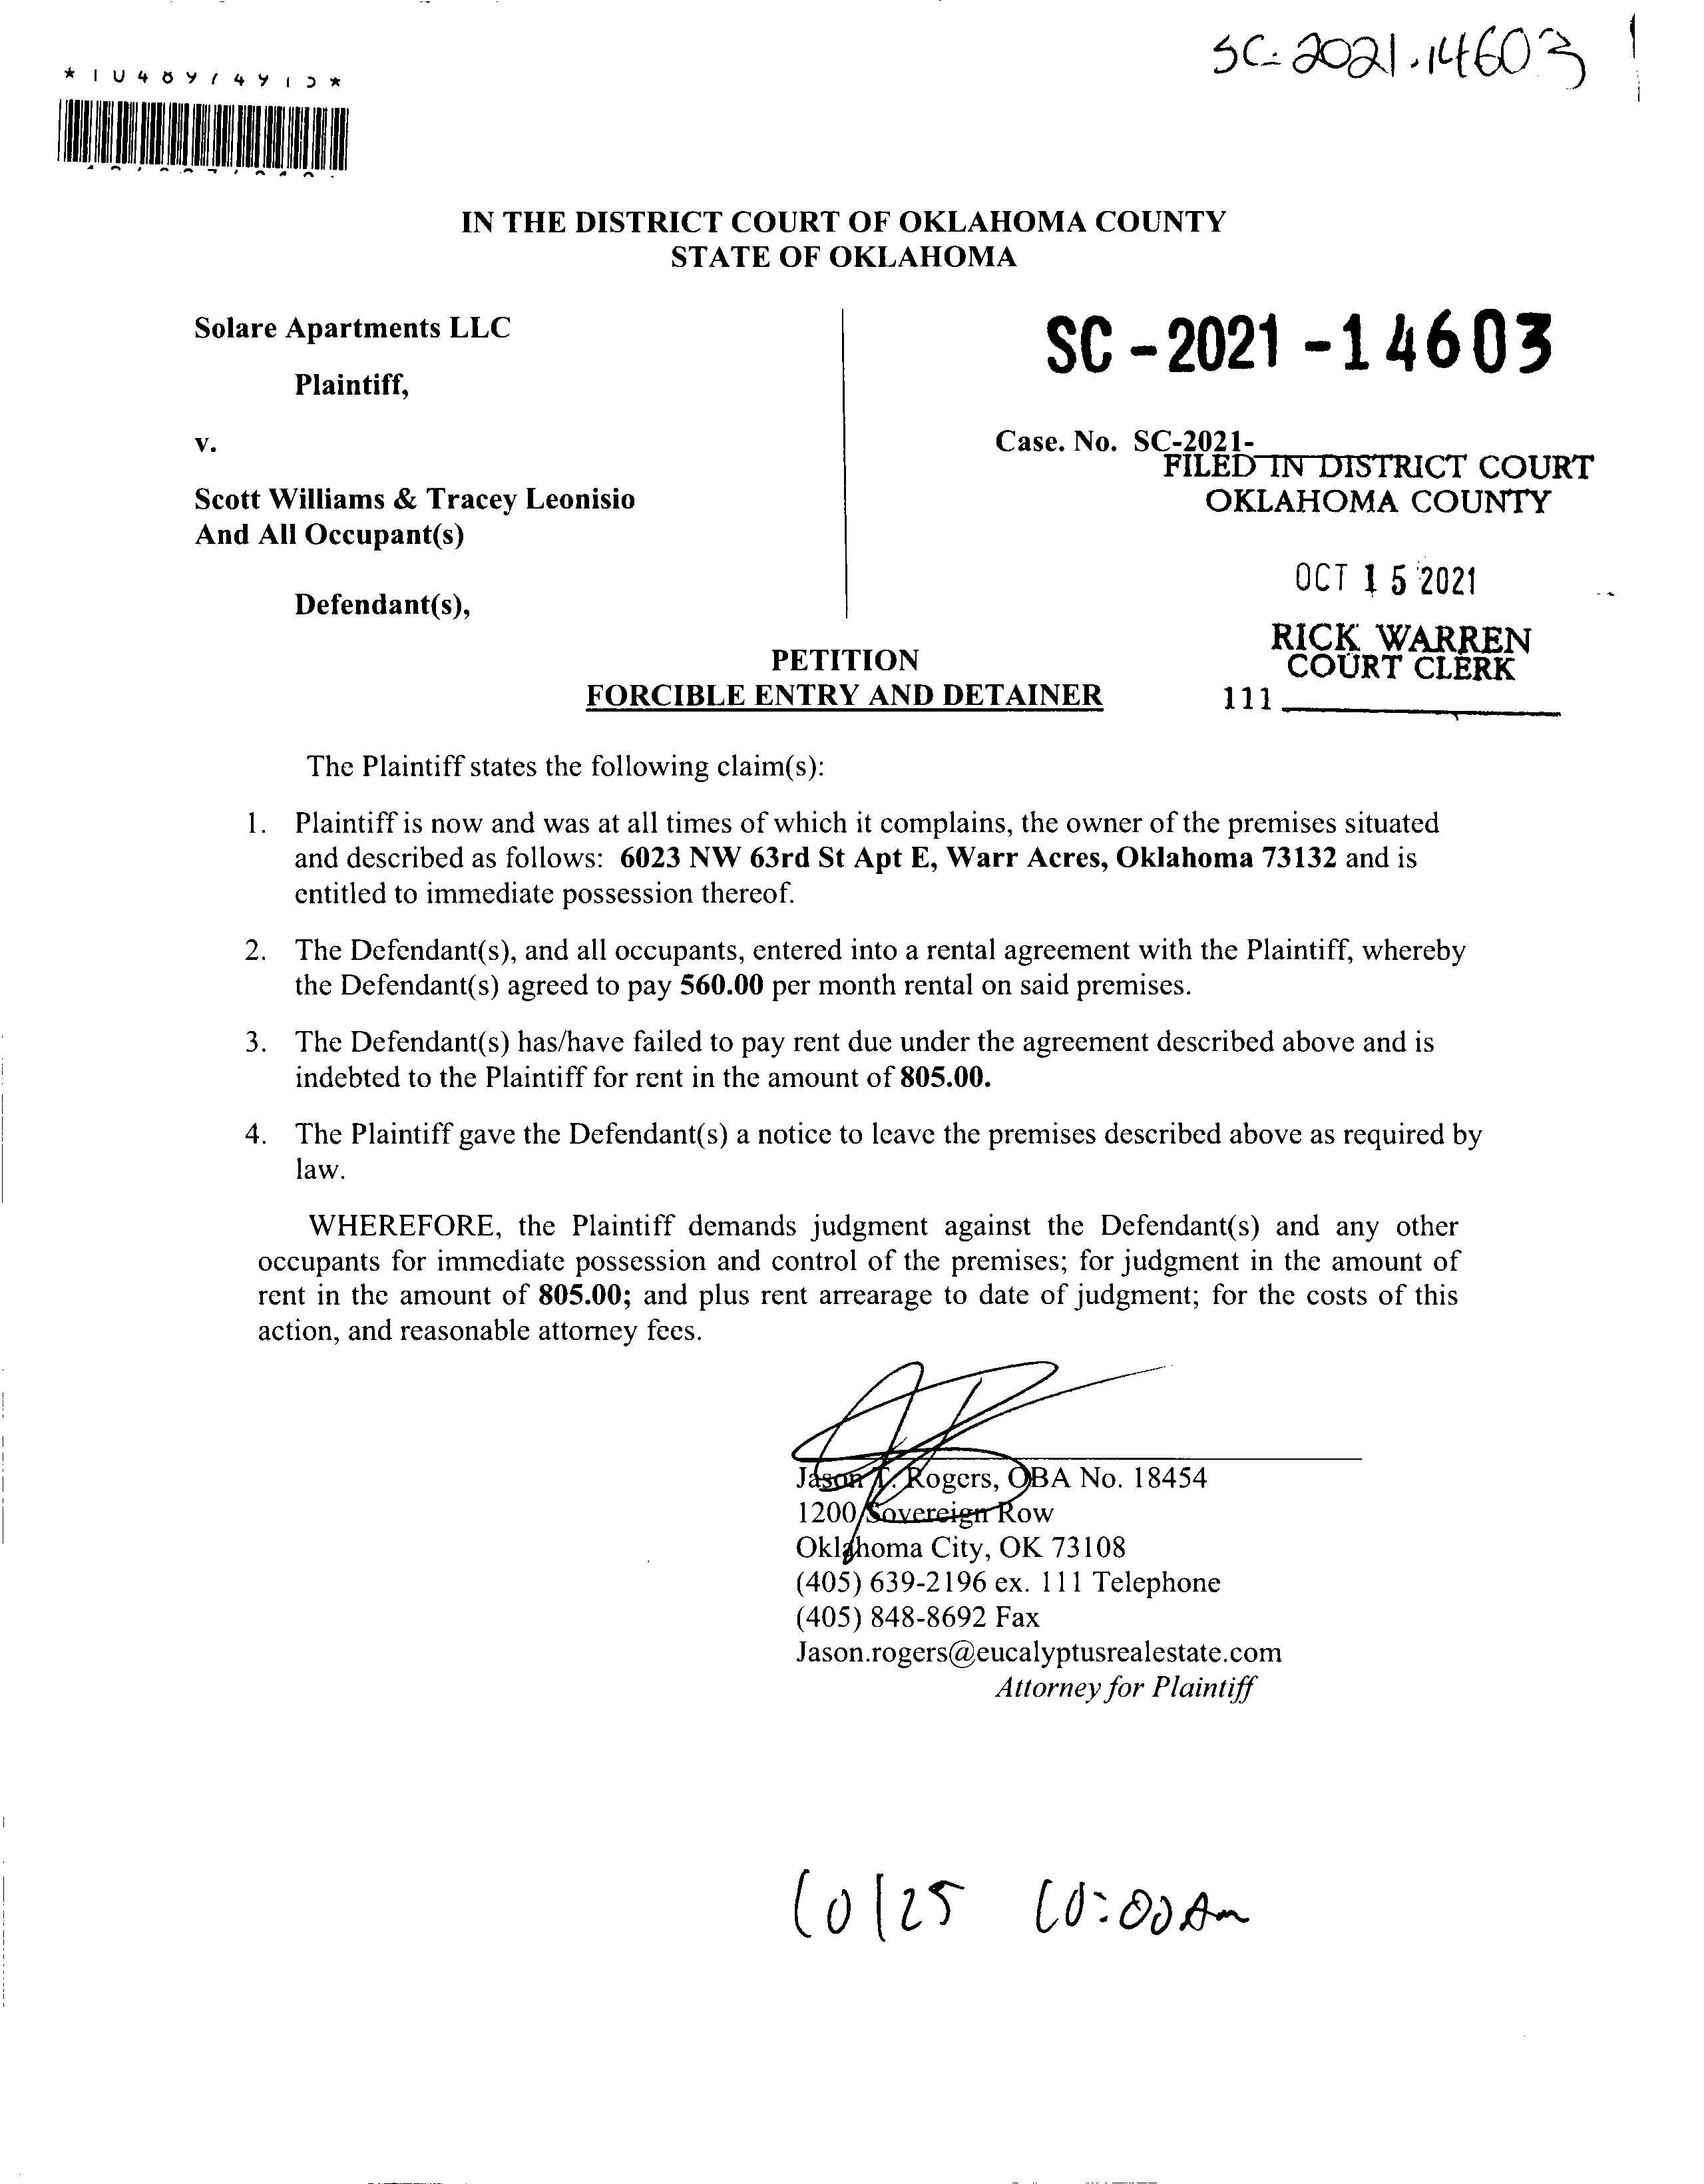 SC-2021-14603
IN THE DISTRICT COURT OF OKLAHOMA COUNTY
STATE OF OKLAHOMA
Solare Apartments LLC
Plaintiff,
v.
Scott Williams & Tracey Leonisio
And All Occupant(s)
Defendant(s),
SC-2021-14603
Case. No. SC-2021-
FILED IN DISTRICT COURT
OKLAHOMA COUNTY
OCT 15 2021
RICK WARREN
COURT CLERK
111
PETITION
FORCIBLE ENTRY AND DETAINER
The Plaintiff states the following claim(s):
1. Plaintiff is now and was at all times of which it complains, the owner of the premises situated
and described as follows: 6023 NW 63rd St Apt E, Warr Acres, Oklahoma 73132 and is
entitled to immediate possession thereof.
2. The Defendant(s), and all occupants, entered into a rental agreement with the Plaintiff, whereby
the Defendant(s) agreed to pay 560.00 per month rental on said premises.
3. The Defendant(s) has/have failed to pay rent due under the agreement described above and is
indebted to the Plaintiff for rent in the amount of 805.00.
4. The Plaintiff gave the Defendant(s) a notice to leave the premises described above as required by
law.
WHEREFORE, the Plaintiff demands judgment against the Defendant(s) and any other
occupants for immediate possession and control of the premises; for judgment in the amount of
rent in the amount of 805.00; and plus rent arrearage to date of judgment; for the costs of this
action, and reasonable attorney fees.
Jason T. Rogers, OBA No. 18454
1200 Sovereign Row
Oklahoma City, OK 73108
(405) 639-2196 ex. 111 Telephone
(405) 848-8692 Fax
Jason.rogers@eucalyptusrealestate.com
Attorney for Plaintiff
10/25 10:00 Am